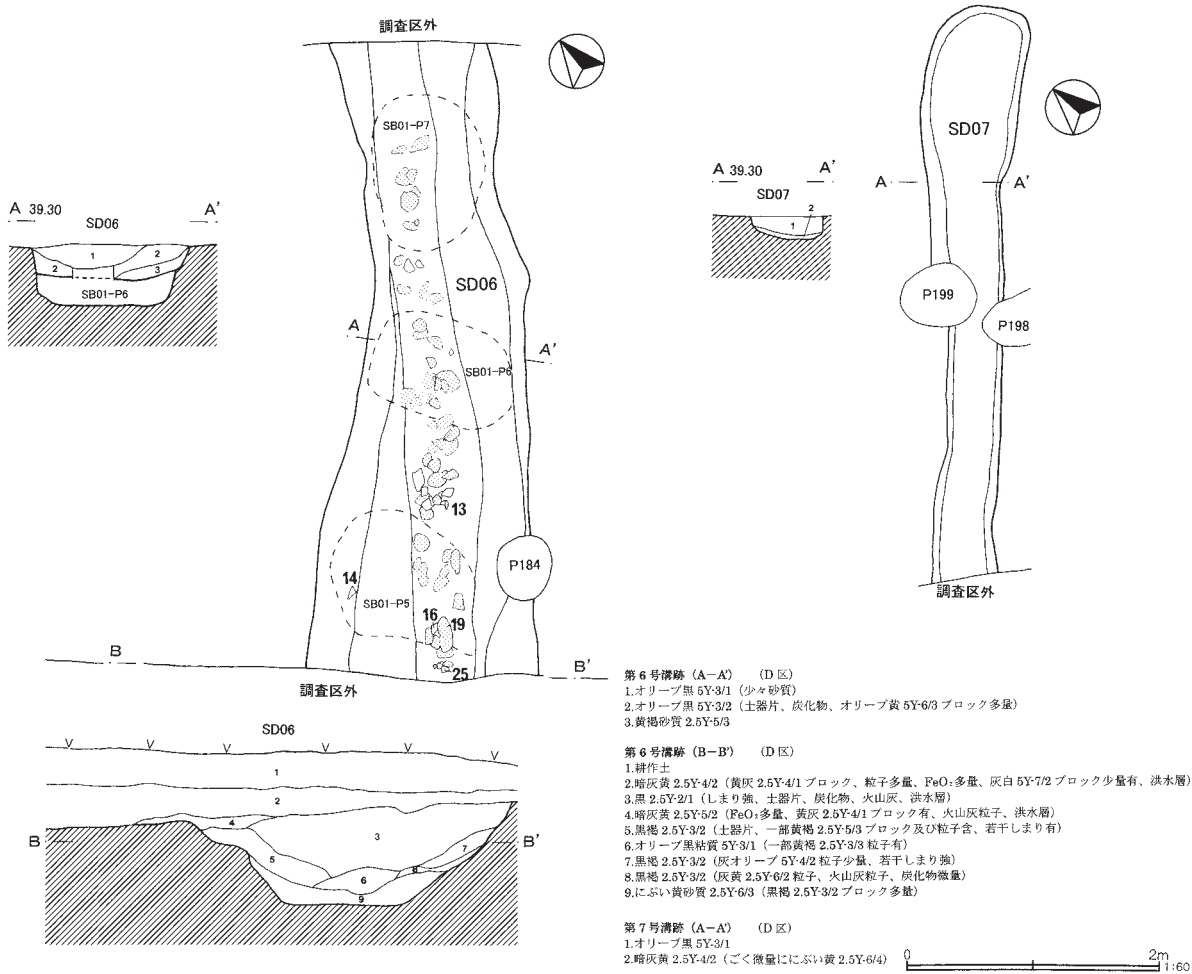 調査区外
SB01-P7
SD06
A
A'
SB01-P6
13
14
P184
SB01-P5
16
19
25
B
B'
調査区外
A 39.30
A'
SD06
1
2
2
3
SB01-P6
SD07
A
A'
P199
P198
調査区外
A 39.30
A'
SD07
2
1
SD06
1
2
4
3
B
B'
5
7
6
8
9
第6号溝跡(A-A') (D区)
1.オリーブ黒 5Y-3/1(少々砂質)
2.オリーブ黒 5Y-3/2(土器片、炭化物、オリーブ黄 5Y-6/3 ブロック多量)
3.黄褐砂質 2.5Y-5/3
第6号溝跡(B-B') (D区)
1.耕作土
2.暗灰黄 2.5Y-4/2(黄灰 2.5Y-4/1 ブロック、粒子多量、FeO₂多量、灰白 5Y-7/2 ブロック少量有、洪水層)
3.黒 2.5Y-2/1(しまり強、土器片、炭化物、火山灰、洪水層)
4.暗灰黄 2.5Y-5/2(FeO₂多量、黄灰 2.5Y-4/1 ブロック有、火山灰粒子、洪水層)
5.黒褐 2.5Y-3/2(土器片、一部黄褐 2.5Y-5/3 ブロック及び粒子含、若干しまり有)
6.オリーブ黒粘質 5Y-3/1(一部黄褐 2.5Y-3/3 粒子有)
7.黒褐 2.5Y-3/2(灰オリーブ 5Y-4/2 粒子少量、若干しまり強)
8.黒褐 2.5Y-3/2(灰黄 2.5Y-6/2 粒子、火山灰粒子、炭化物微量)
9.にぶい黄砂質 2.5Y-6/3(黒褐 2.5Y-3/2 ブロック多量)
第7号溝跡(A-A') (D区)
1.オリーブ黒 5Y-3/1
2.暗灰黄 2.5Y-4/2(ごく微量ににぶい黄 2.5Y-6/4)
0
2m
1:60